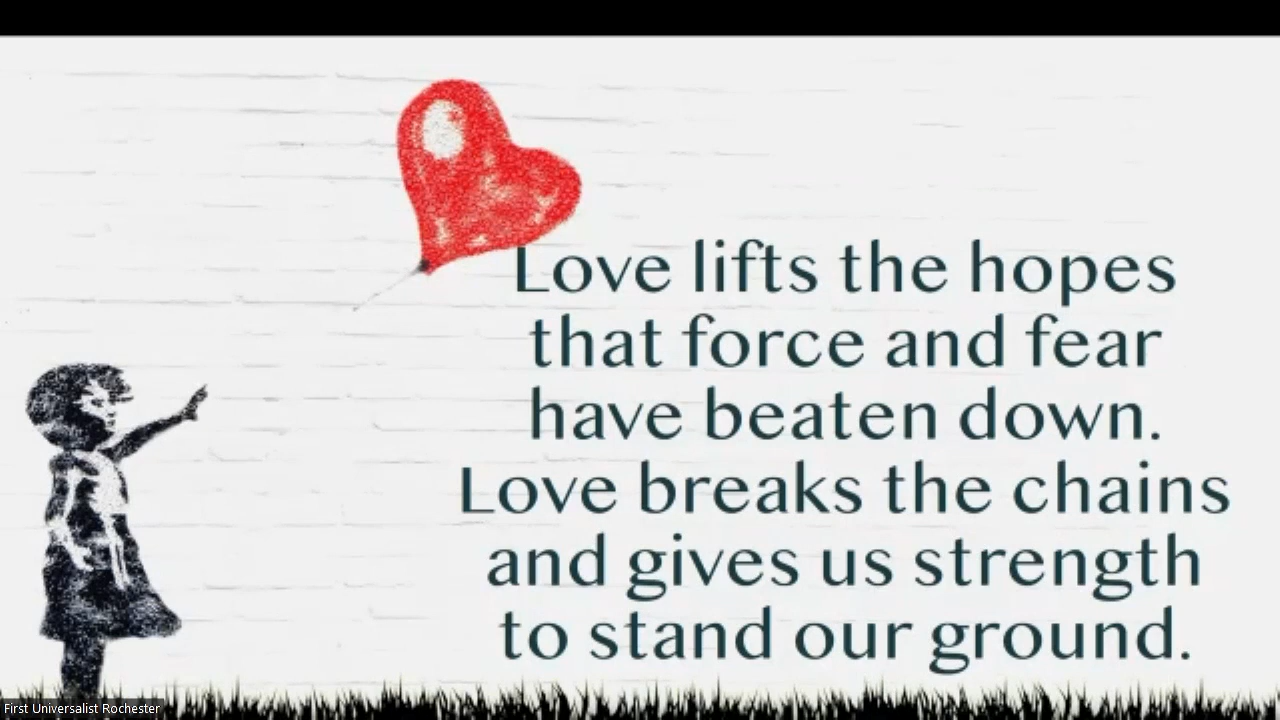 Love lifts the hopes
that force and fear
have beaten down.
Love breaks the chains
and gives us strength
to stand our ground.
First Universalist Rochester